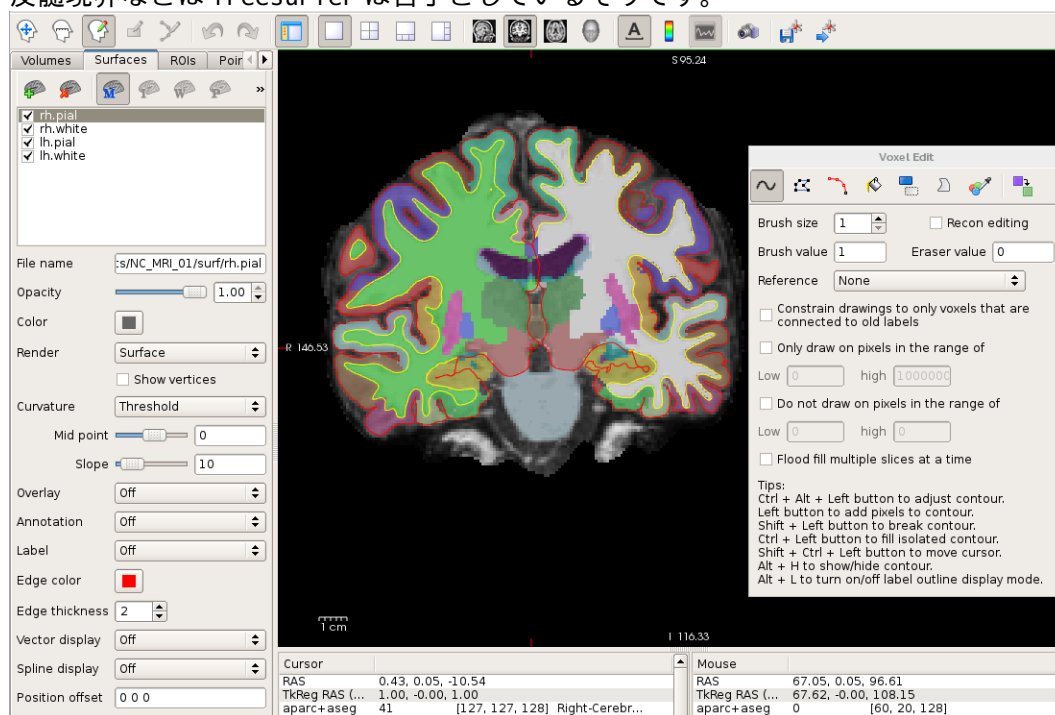 皮髄境界などは freesurfer は苦手としているそうです。
Volumes Surfaces ROIs Poin
rh.pial
rh.white
lh.pial
lh.white
File name :s/NC_MRI_01/surf/rh.pial
Opacity 1.00
Color
Render Surface
Show vertices
Curvature Threshold
Mid point 0
Slope 10
Overlay Off
Annotation Off
Label Off
Edge color
Edge thickness 2
Vector display Off
Spline display Off
Position offset 0 0 0
S 95.24
R 146.53
1 cm
I 116.33
Voxel Edit
Brush size 1 Recon editing
Brush value 1 Eraser value 0
Reference None
Constrain drawings to only voxels that are
connected to old labels
Only draw on pixels in the range of
Low 0 high 1000000
Do not draw on pixels in the range of
Low 0 high 0
Flood fill multiple slices at a time
Tips:
Ctrl + Alt + Left button to adjust contour.
Left button to add pixels to contour.
Shift + Left button to break contour.
Ctrl + Left button to fill isolated contour.
Shift + Ctrl + Left button to move cursor.
Alt + H to show/hide contour.
Alt + L to turn on/off label outline display mode.
Cursor
RAS 0.43, 0.05, -10.54
TkReg RAS (... 1.00, -0.00, 1.00
aparc+aseg 41 [127, 127, 128] Right-Cerebr...
Mouse
RAS 67.05, 0.05, 96.61
TkReg RAS (... 67.62, -0.00, 108.15
aparc+aseg 0 [60, 20, 128]